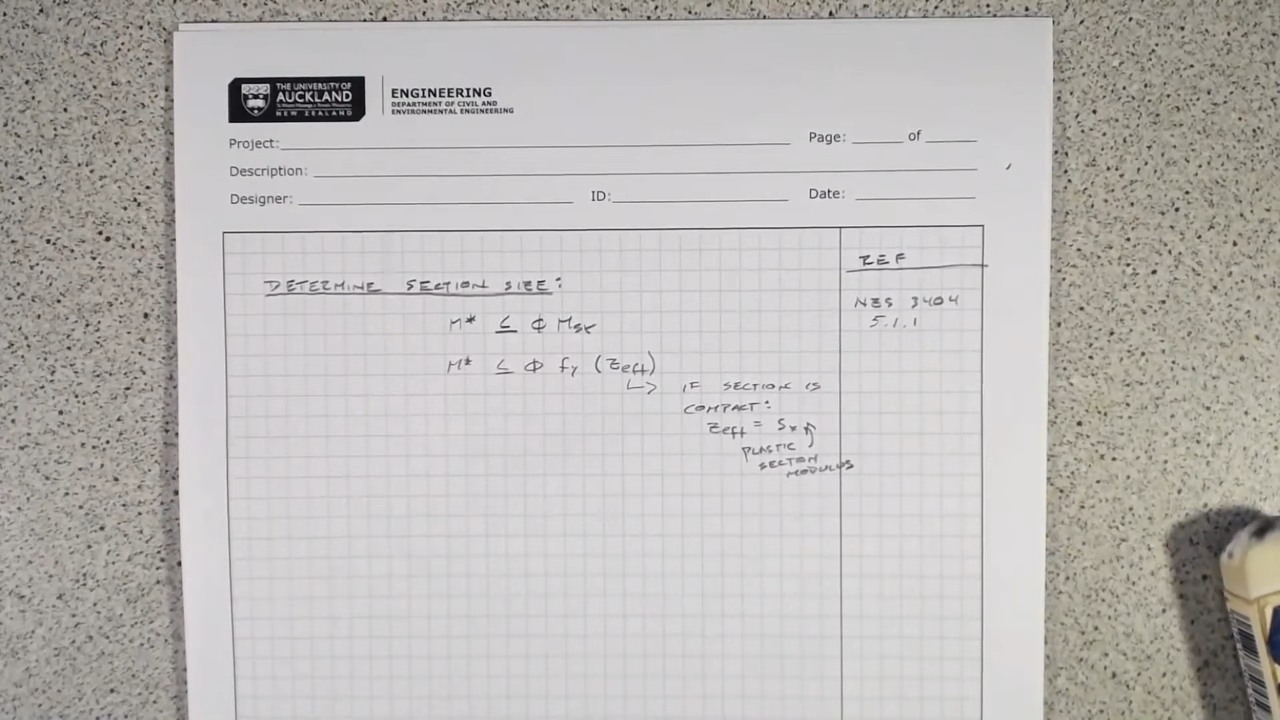 THE UNIVERSITY OF
AUCKLAND
NEW ZEALAND
ENGINEERING
DEPARTMENT OF CIVIL AND
ENVIRONMENTAL ENGINEERING
Project:
Page: of
Description:
Designer: ID: Date:
REF
DETERMINE SECTION SIZE:
NZS 3404
M* ≤ Φ Msx
5.1.1
M* ≤ Φ fy (Zeff)
↳ IF SECTION IS
COMPACT:
Zeff = Sx
PLASTIC
SECTON
MODULUS